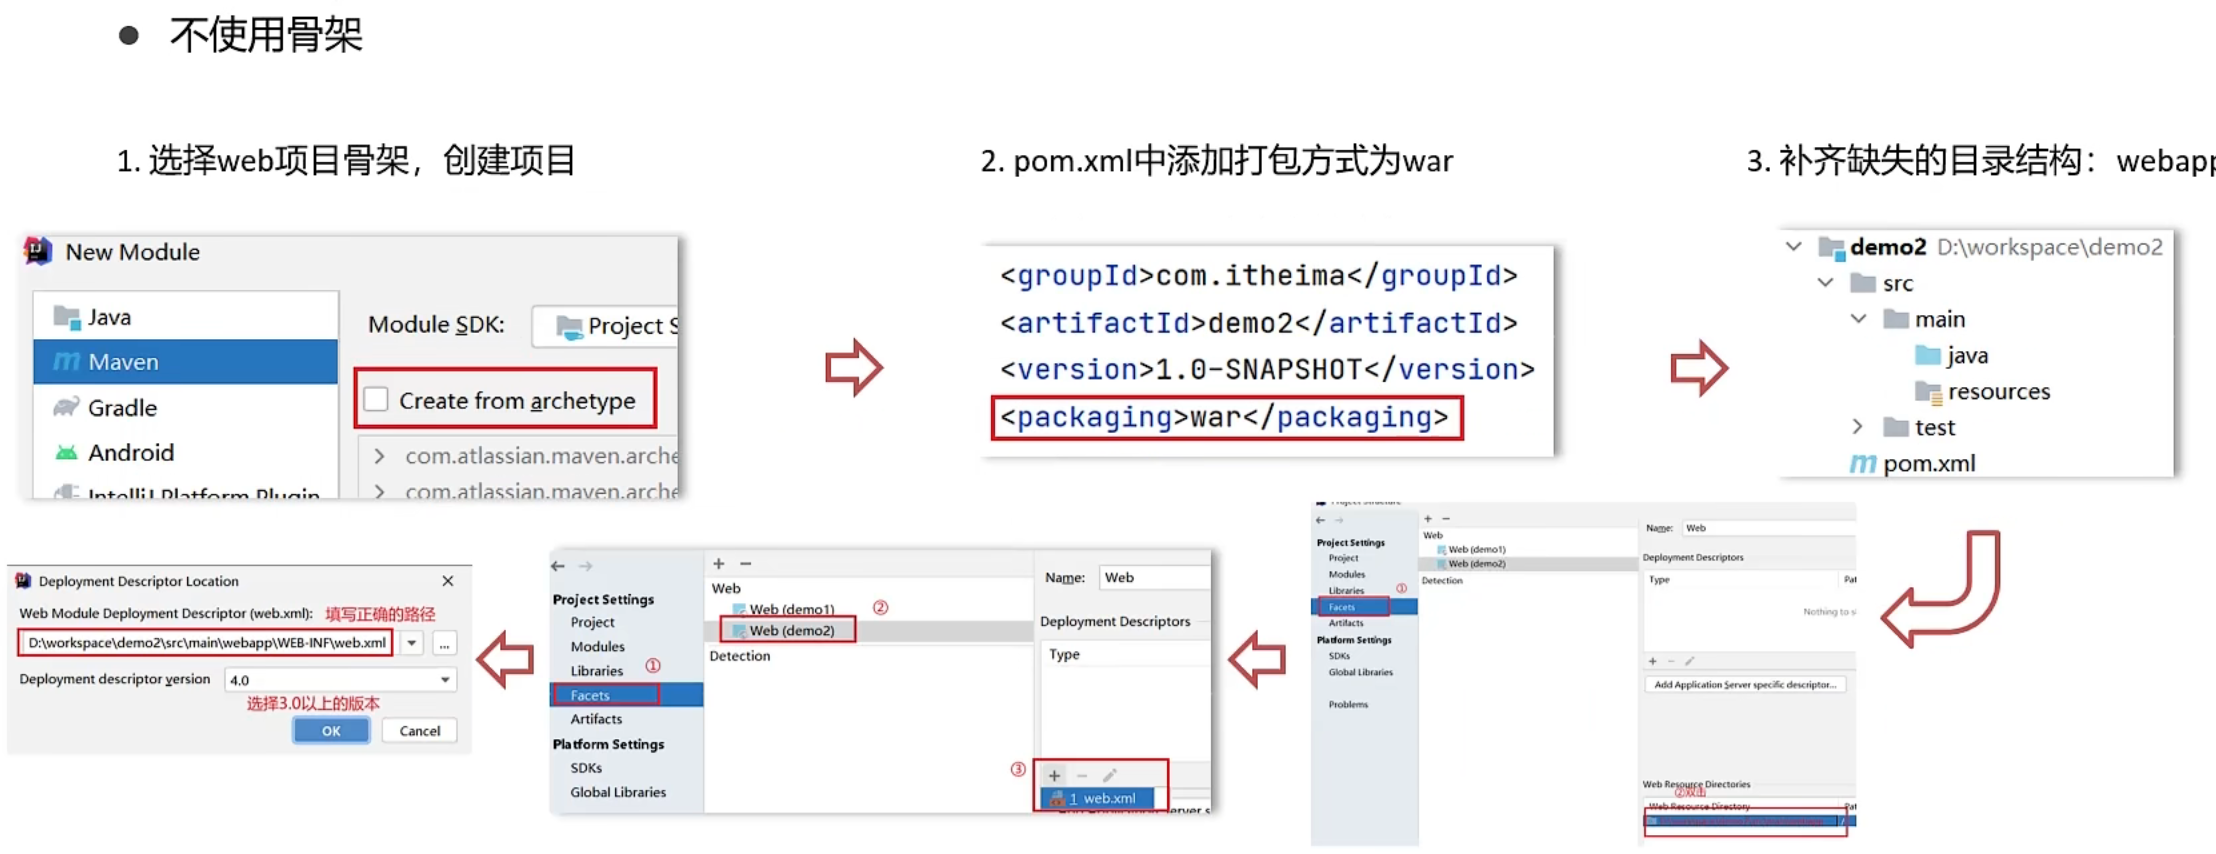 ● 不使用骨架
1. 选择web项目骨架，创建项目
2. pom.xml中添加打包方式为war
3. 补齐缺失的目录结构：webapp
New Module
Java
Maven
Gradle
Android
IntelliJ Platform Plugin
Module SDK:
Project S
Create from archetype
com.atlassian.maven.arche
com.atlassian.maven.arche
<groupId>com.itheima</groupId>
<artifactId>demo2</artifactId>
<version>1.0-SNAPSHOT</version>
<packaging>war</packaging>
demo2 D:\workspace\demo2
src
main
java
resources
test
pom.xml
Project Structure
Project Settings
Project
Modules
Libraries
①
Facets
Artifacts
Platform Settings
SDKs
Global Libraries
Problems
Web
Web (demo1)
Web (demo2)
Detection
Name: Web
Deployment Descriptors
Type Pat
Nothing to s
Add Application Server specific descriptor...
Web Resource Directories
②双击
Web Resource Directory Pat
Project Settings
Project
Modules
Libraries
①
Facets
Artifacts
Platform Settings
SDKs
Global Libraries
Web
Web (demo1)
②
Web (demo2)
Detection
Name: Web
Deployment Descriptors
Type
③
1 web.xml
Deployment Descriptor Location
Web Module Deployment Descriptor (web.xml): 填写正确的路径
D:\workspace\demo2\src\main\webapp\WEB-INF\web.xml
...
Deployment descriptor version 4.0
选择3.0以上的版本
OK
Cancel